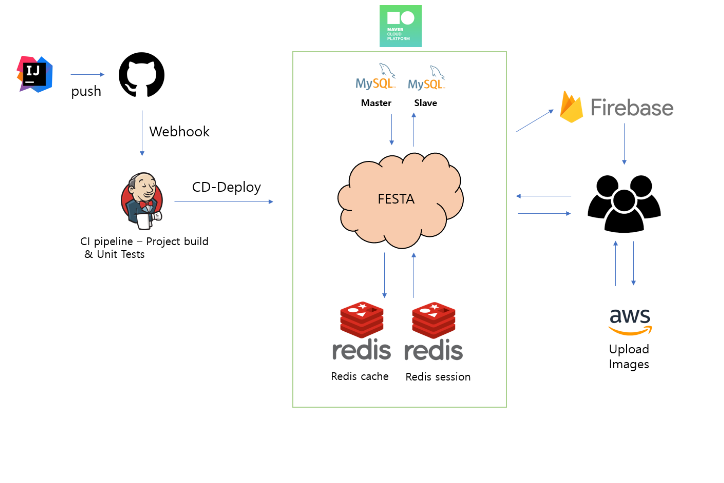 NAVER
CLOUD
PLATFORM
IJ
push
Webhook
CD-Deploy
CI pipeline – Project build
& Unit Tests
MySQL
MySQL
Master
Slave
FESTA
redis
redis
Redis cache
Redis session
Firebase
aws
Upload
Images